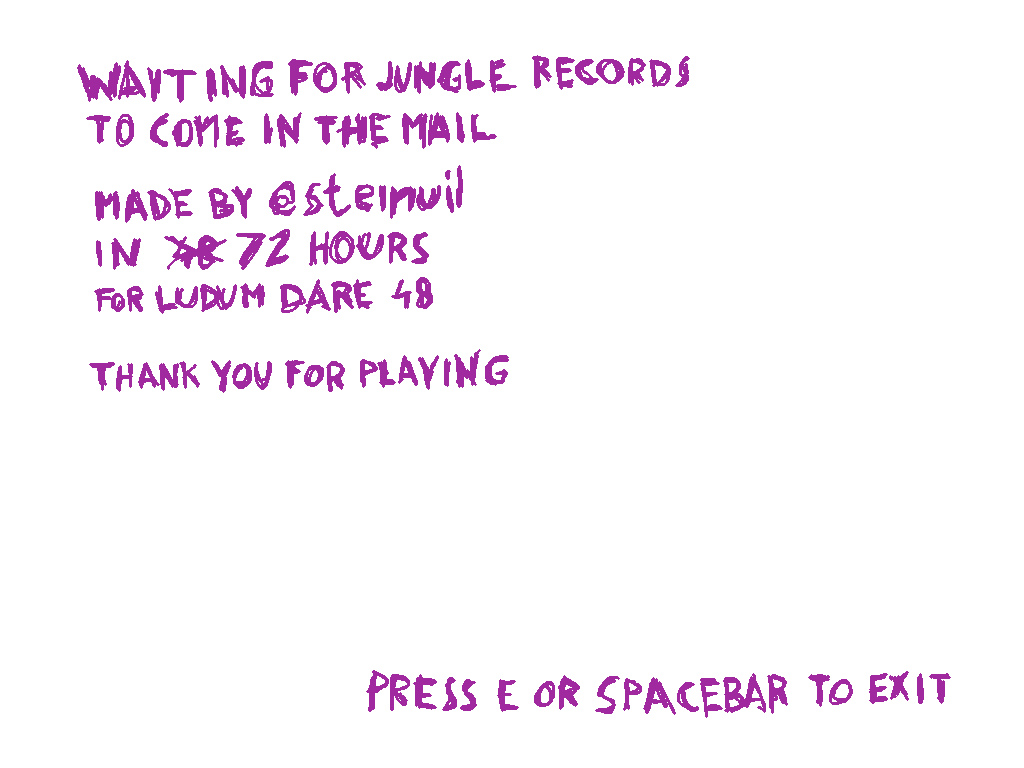 WAITING FOR JUNGLE RECORDS
TO COME IN THE MAIL
MADE BY @steinuil
IN 48 72 HOURS
FOR LUDUM DARE 48
THANK YOU FOR PLAYING
PRESS E OR SPACEBAR TO EXIT